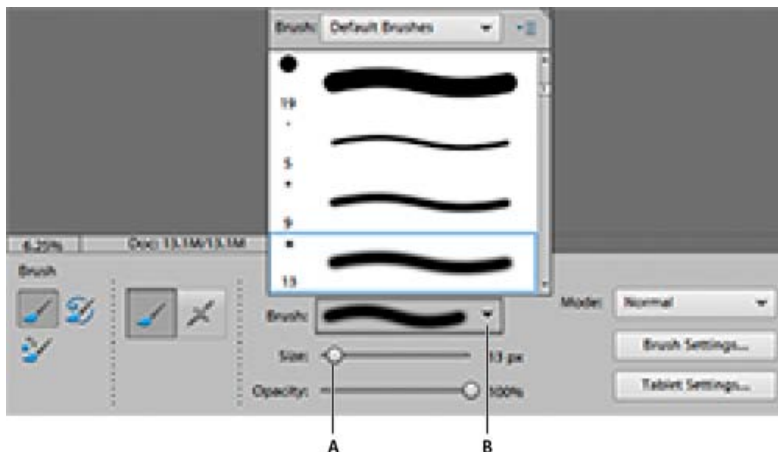 Brush: Default Brushes
19
5
9
13
6.25% Doc: 13.1M/13.1M
Brush
Brush:
Mode: Normal
Size: 13 px
Brush Settings...
Opacity: 100%
Tablet Settings...
A B